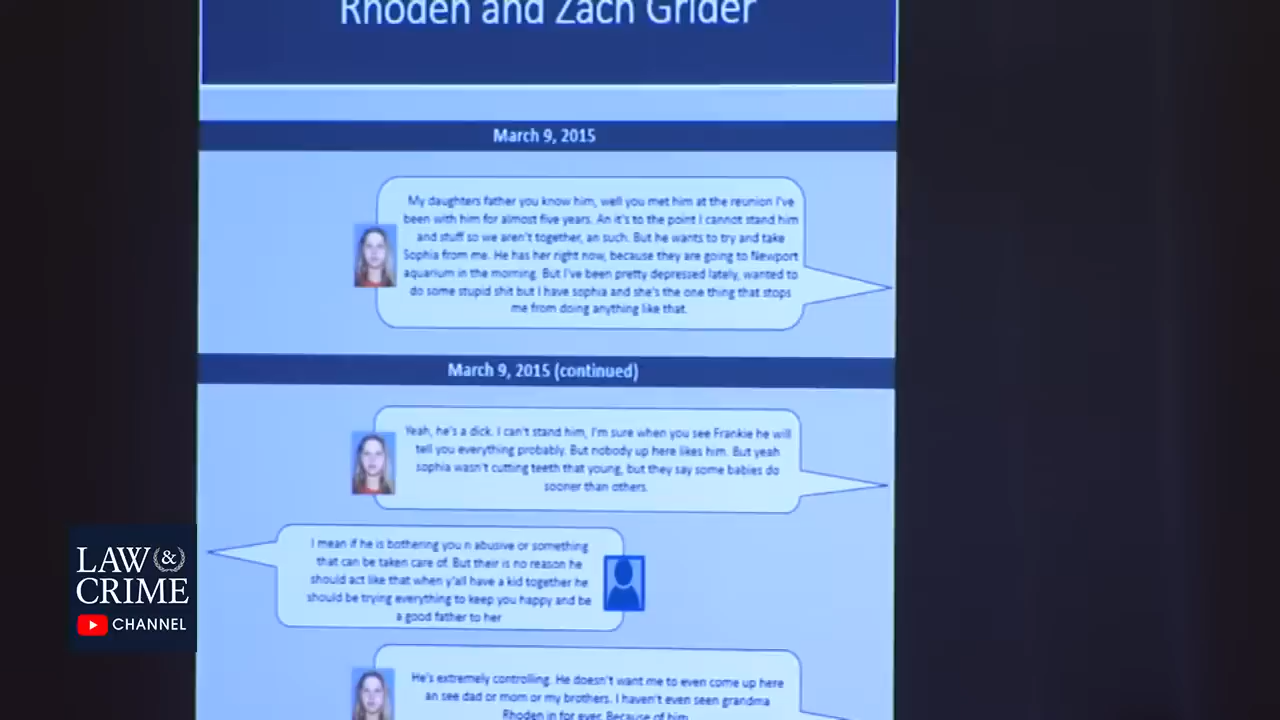 Rhoden and Zach Grider
March 9, 2015
My daughters father you know him, well you met him at the reunion I've
been with him for almost five years. An it's to the point I cannot stand him
and stuff so we aren't together, an such. But he wants to try and take
Sophia from me. He has her right now, because they are going to Newport
aquarium in the morning. But I've been pretty depressed lately, wanted to
do some stupid shit but I have sophia and she's the one thing that stops
me from doing anything like that.
March 9, 2015 (continued)
Yeah, he's a dick. I can't stand him, I'm sure when you see Frankie he will
tell you everything probably. But nobody up here likes him. But yeah
sophia wasn't cutting teeth that young, but they say some babies do
sooner than others.
I mean if he is bothering you n abusive or something
that can be taken care of. But their is no reason he
should act like that when y'all have a kid together he
should be trying everything to keep you happy and be
a good father to her
He's extremely controlling. He doesn't want me to even come up here
an see dad or mom or my brothers. I haven't even seen grandma
Rhoden in for ever. Because of him.
LAW &
CRIME
CHANNEL